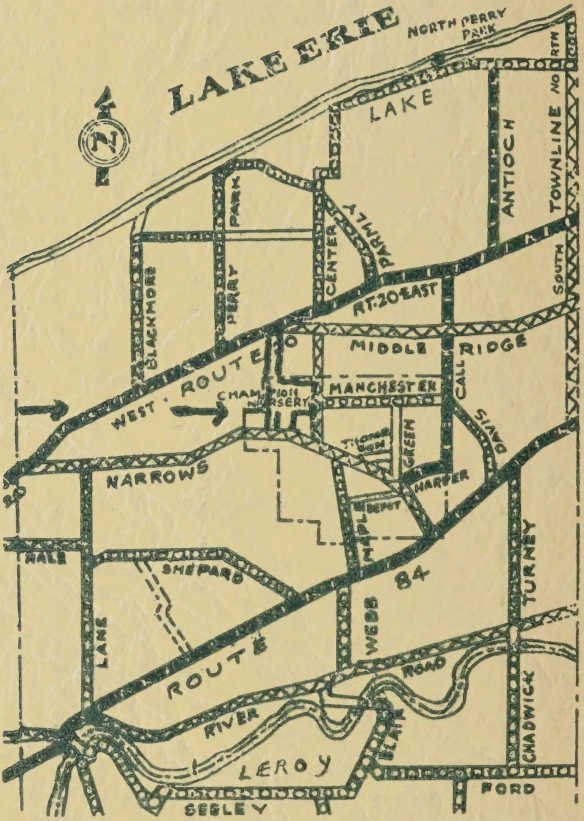 LAKE ERIE
NORTH PERRY
PARK
LAKE
N
NORTH
TOWNLINE
ANTIOCH
PARK
PERRY
CENTER
PARMLY
SOUTH
BLACKMORE
RT. 20 EAST
MIDDLE RIDGE
WEST ROUTE 20
CHAMPION
NURSERY
MANCHESTER
CALL
GREEN
DAVIS
NARROWS
HARPER
DEPOT
MAPLE
HALE
SHEPARD
LANE
ROUTE 84
WEBB
TURNEY
RIVER ROAD
BLAIR
CHADWICK
LEROY
FORD
SEELEY